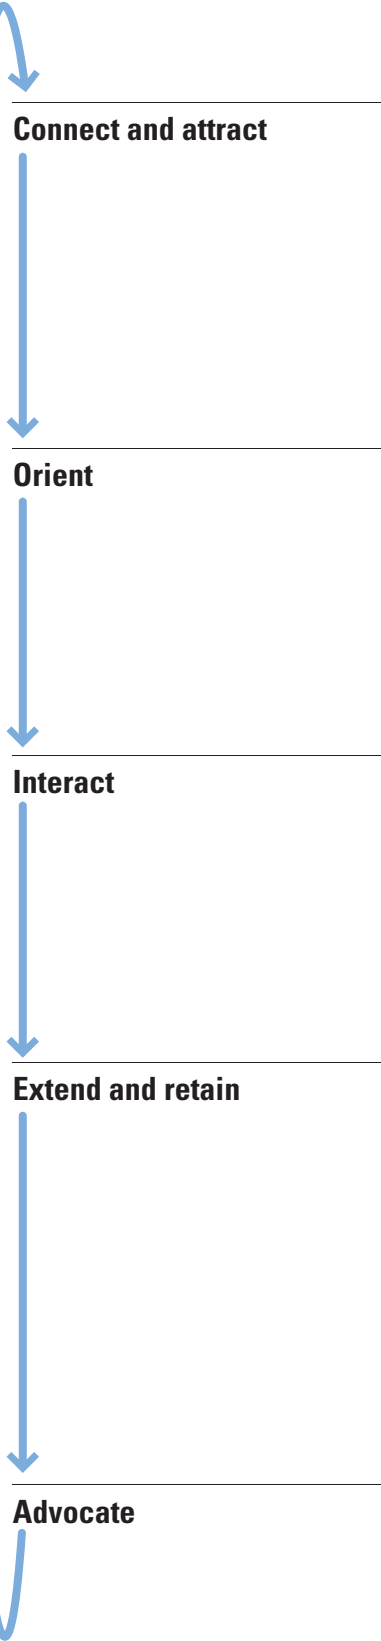 Connect and attract
Orient
Interact
Extend and retain
Advocate